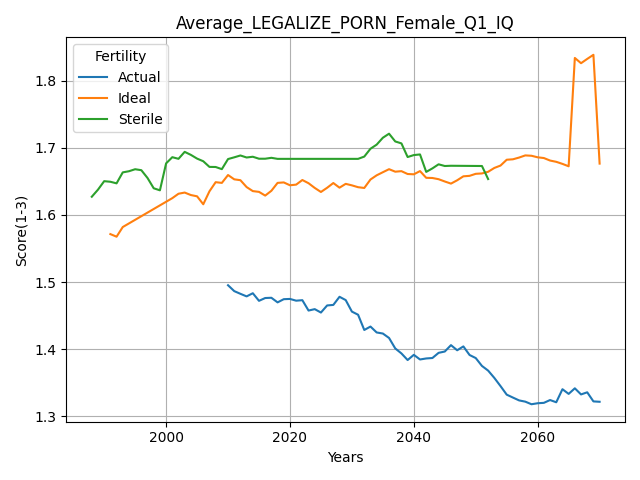 Average_LEGALIZE_PORN_Female_Q1_IQ
Fertility
Actual
Ideal
Sterile
Score(1-3)
1.8
1.7
1.6
1.5
1.4
1.3
2000
2020
2040
2060
Years